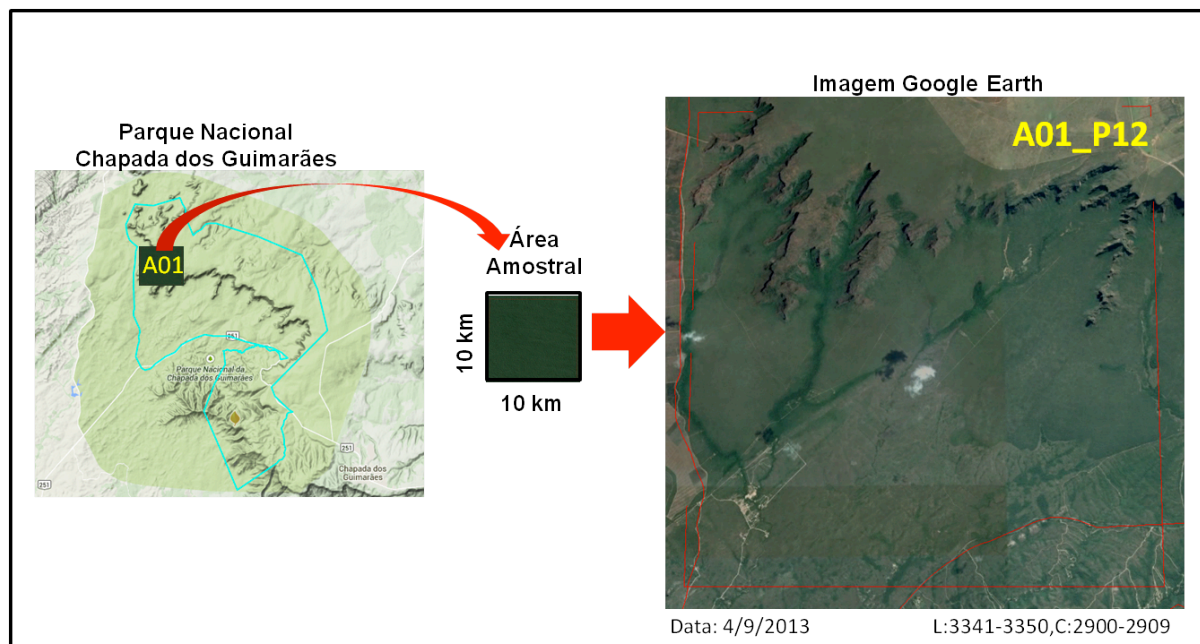 Parque Nacional
Chapada dos Guimarães
A01
251
Parque Nacional da
Chapada dos Guimarães
251
Chapada dos
Guimarães
251
Área
Amostral
10 km
10 km
Imagem Google Earth
A01_P12
Data: 4/9/2013
L:3341-3350,C:2900-2909